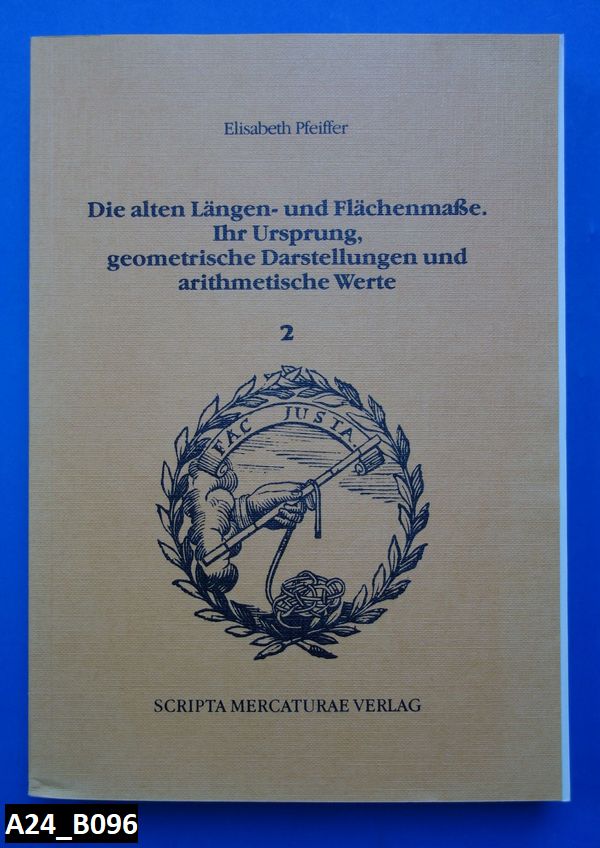 Elisabeth Pfeiffer
Die alten Längen- und Flächenmaße.
Ihr Ursprung,
geometrische Darstellungen und
arithmetische Werte
2
FAC JUSTA.
SCRIPTA MERCATURAE VERLAG
A24_B096